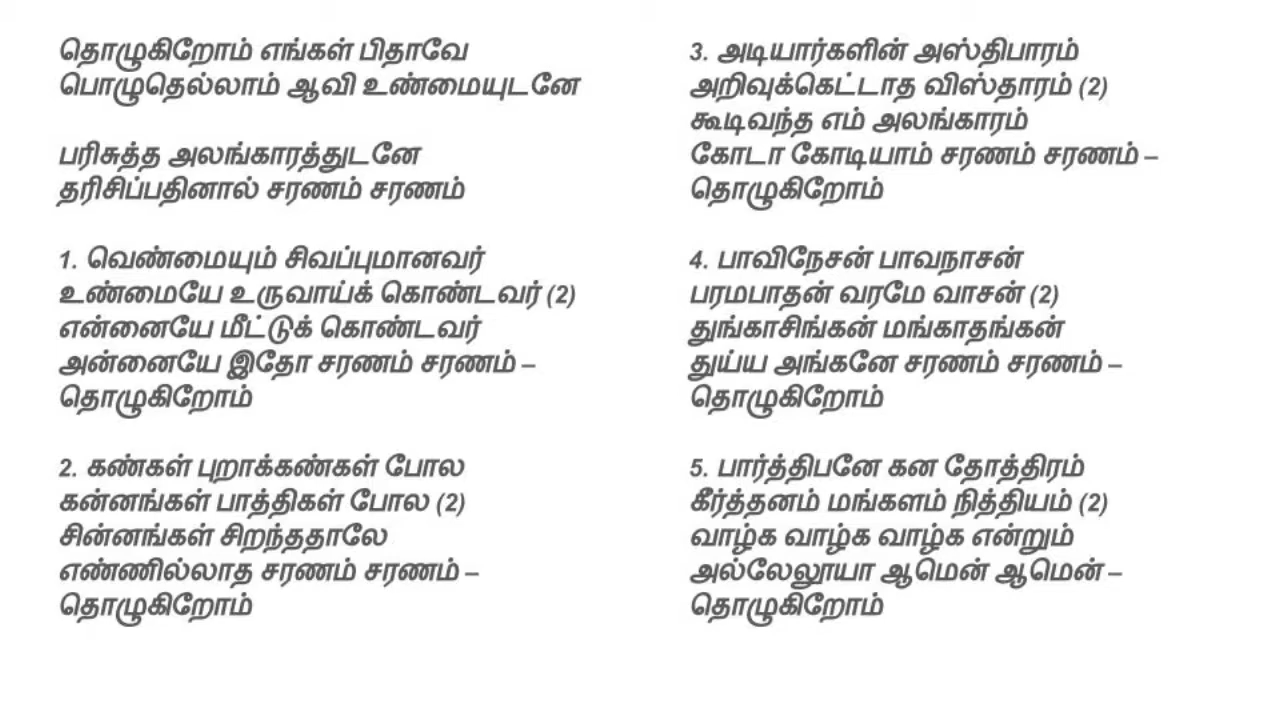 தொழுகிறோம் எங்கள் பிதாவே
பொழுதெல்லாம் ஆவி உண்மையுடனே
பரிசுத்த அலங்காரத்துடனே
தரிசிப்பதினால் சரணம் சரணம்
1. வெண்மையும் சிவப்புமானவர்
உண்மையே உருவாய்க் கொண்டவர் (2)
என்னையே மீட்டுக் கொண்டவர்
அன்னையே இதோ சரணம் சரணம் –
தொழுகிறோம்
2. கண்கள் புறாக்கண்கள் போல
கன்னங்கள் பாத்திகள் போல (2)
சின்னங்கள் சிறந்ததாலே
எண்ணில்லாத சரணம் சரணம் –
தொழுகிறோம்
3. அடியார்களின் அஸ்திபாரம்
அறிவுக்கெட்டாத விஸ்தாரம் (2)
கூடிவந்த எம் அலங்காரம்
கோடா கோடியாம் சரணம் சரணம் –
தொழுகிறோம்
4. பாவிநேசன் பாவநாசன்
பரமபாதன் வரமே வாசன் (2)
துங்காசிங்கன் மங்காதங்கன்
துய்ய அங்கனே சரணம் சரணம் –
தொழுகிறோம்
5. பார்த்திபனே கன தோத்திரம்
கீர்த்தனம் மங்களம் நித்தியம் (2)
வாழ்க வாழ்க வாழ்க என்றும்
அல்லேலூயா ஆமென் ஆமென் –
தொழுகிறோம்